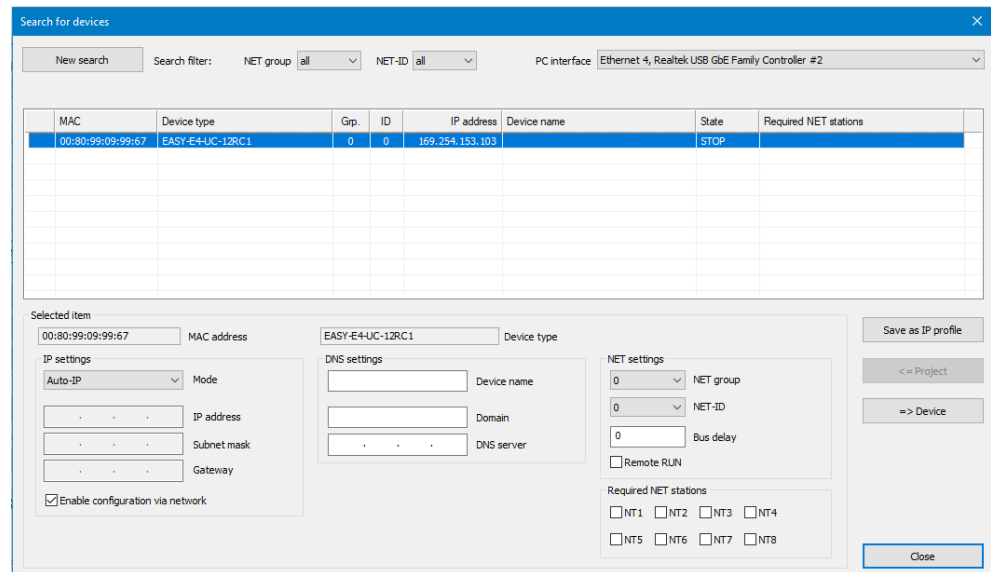 Search for devices
New search Search filter: NET group all NET-ID all PC interface Ethernet 4, Realtek USB GbE Family Controller #2
MAC Device type Grp. ID IP address Device name State Required NET stations
00:80:99:09:99:67 EASY-E4-UC-12RC1 0 0 169.254.153.103 STOP
Selected item
00:80:99:09:99:67 MAC address EASY-E4-UC-12RC1 Device type Save as IP profile
IP settings DNS settings NET settings
Auto-IP Mode Device name 0 NET group <= Project
IP address Domain 0 NET-ID => Device
Subnet mask DNS server 0 Bus delay
Gateway Remote RUN
Enable configuration via network Required NET stations
NT1 NT2 NT3 NT4
NT5 NT6 NT7 NT8
Close